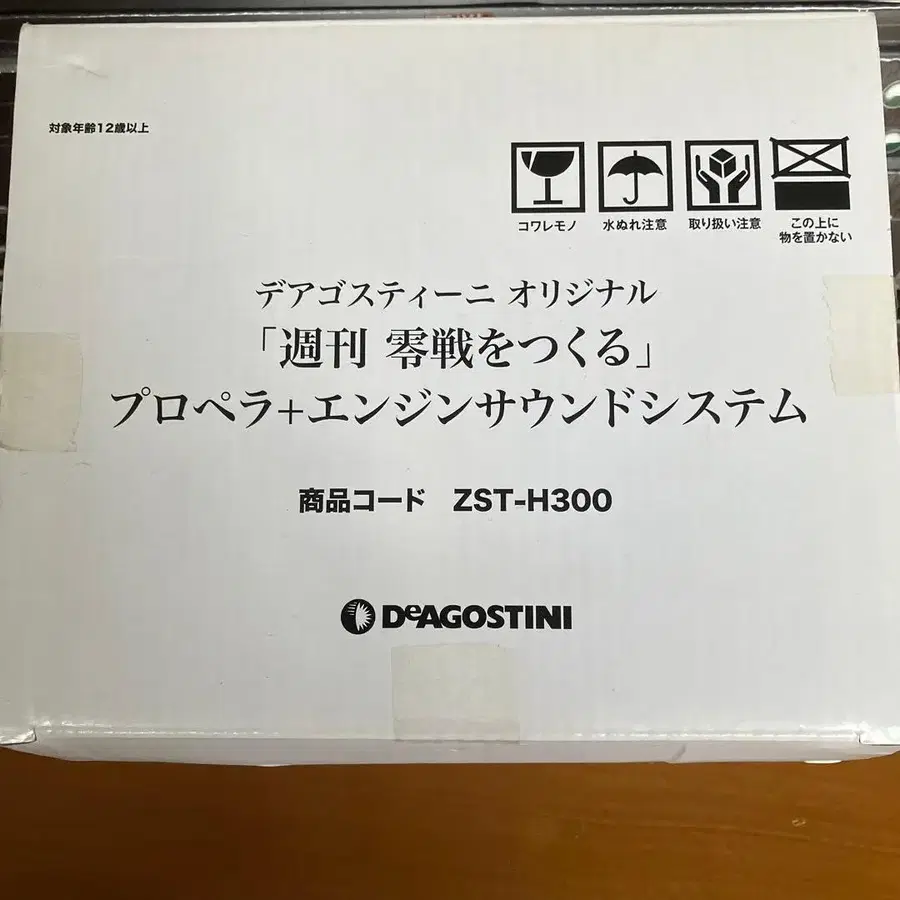 対象年齢12歳以上
コワレモノ
水ぬれ注意
取り扱い注意
この上に
物を置かない
デアゴスティーニ オリジナル
「週刊 零戦をつくる」
プロペラ+エンジンサウンドシステム
商品コード ZST-H300
DeAGOSTINI